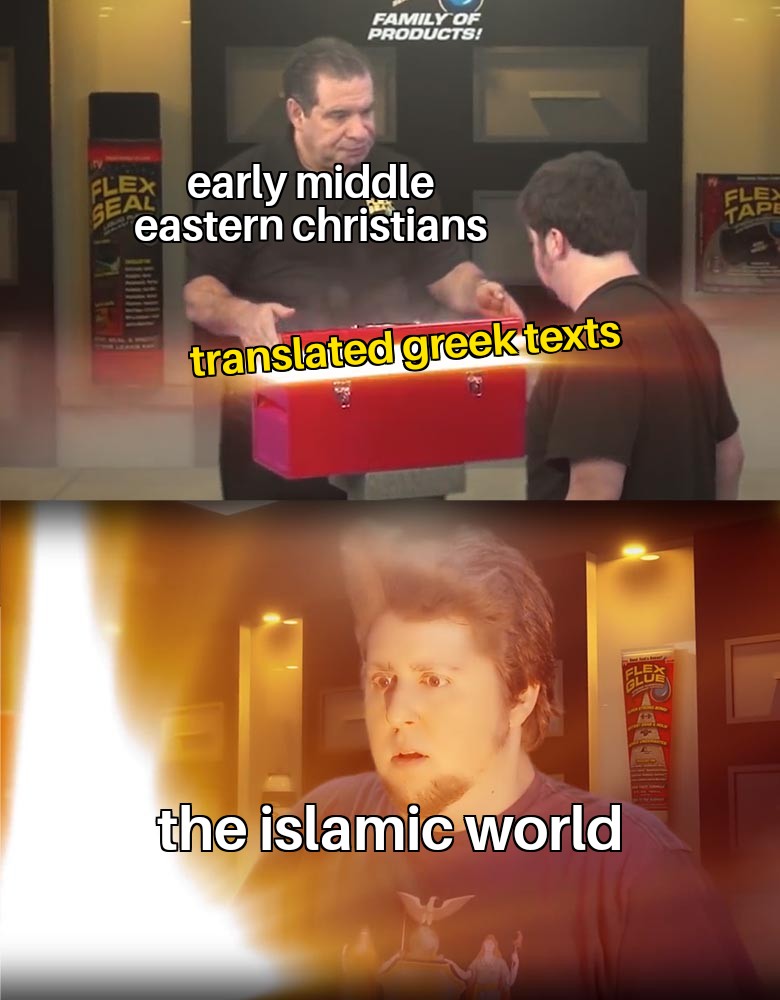 FAMILY OF
PRODUCTS!
FLEX
SEAL
early middle
eastern christians
FLEX
TAPE
translated greek texts
FLEX
GLUE
the islamic world